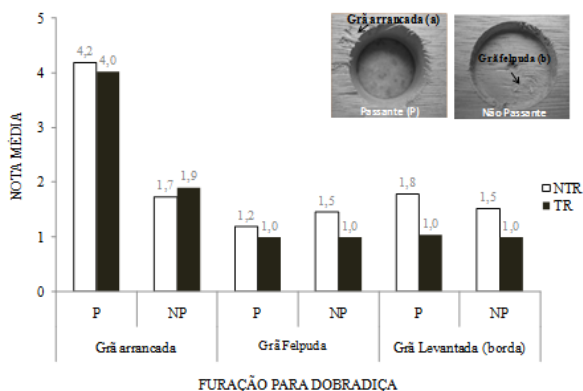 5
4
3
2
1
0
NOTA MÉDIA
4,2
4,0
1,7
1,9
1,2
1,0
1,5
1,0
1,8
1,0
1,5
1,0
Grã arrancada (a)
Passante (P)
Grã felpuda (b)
Não Passante
NTR
TR
P NP P NP P NP
Grã arrancada Grã Felpuda Grã Levantada (borda)
FURAÇÃO PARA DOBRADIÇA